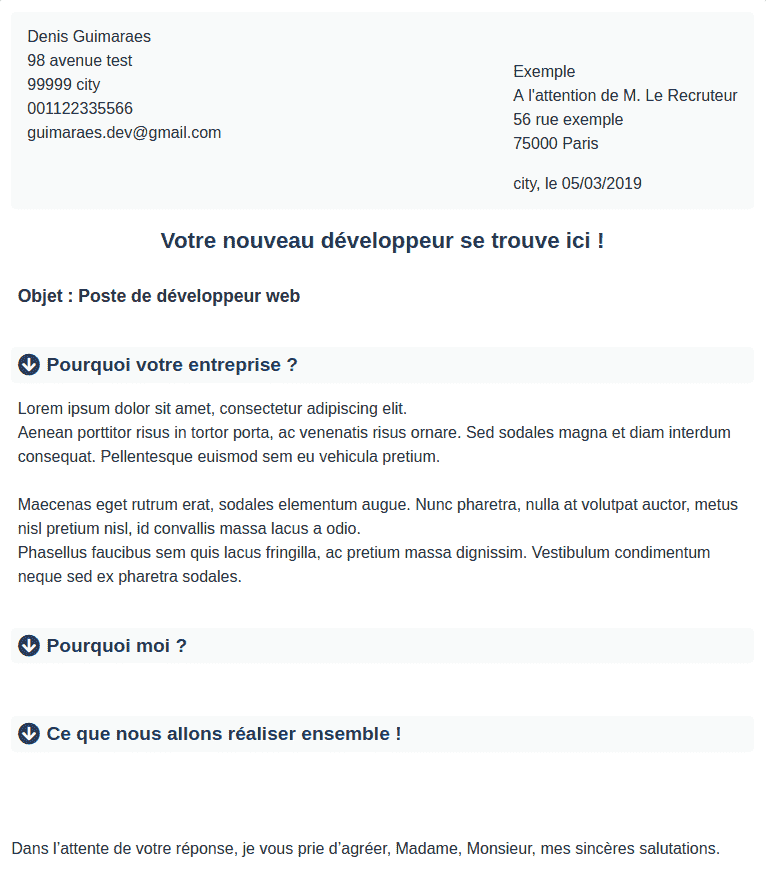 Denis Guimaraes
98 avenue test
99999 city
001122335566
guimaraes.dev@gmail.com
Exemple
A l'attention de M. Le Recruteur
56 rue exemple
75000 Paris
city, le 05/03/2019
Votre nouveau développeur se trouve ici !
Objet : Poste de développeur web
Pourquoi votre entreprise ?
Lorem ipsum dolor sit amet, consectetur adipiscing elit.
Aenean porttitor risus in tortor porta, ac venenatis risus ornare. Sed sodales magna et diam interdum
consequat. Pellentesque euismod sem eu vehicula pretium.
Maecenas eget rutrum erat, sodales elementum augue. Nunc pharetra, nulla at volutpat auctor, metus
nisl pretium nisl, id convallis massa lacus a odio.
Phasellus faucibus sem quis lacus fringilla, ac pretium massa dignissim. Vestibulum condimentum
neque sed ex pharetra sodales.
Pourquoi moi ?
Ce que nous allons réaliser ensemble !
Dans l’attente de votre réponse, je vous prie d’agréer, Madame, Monsieur, mes sincères salutations.